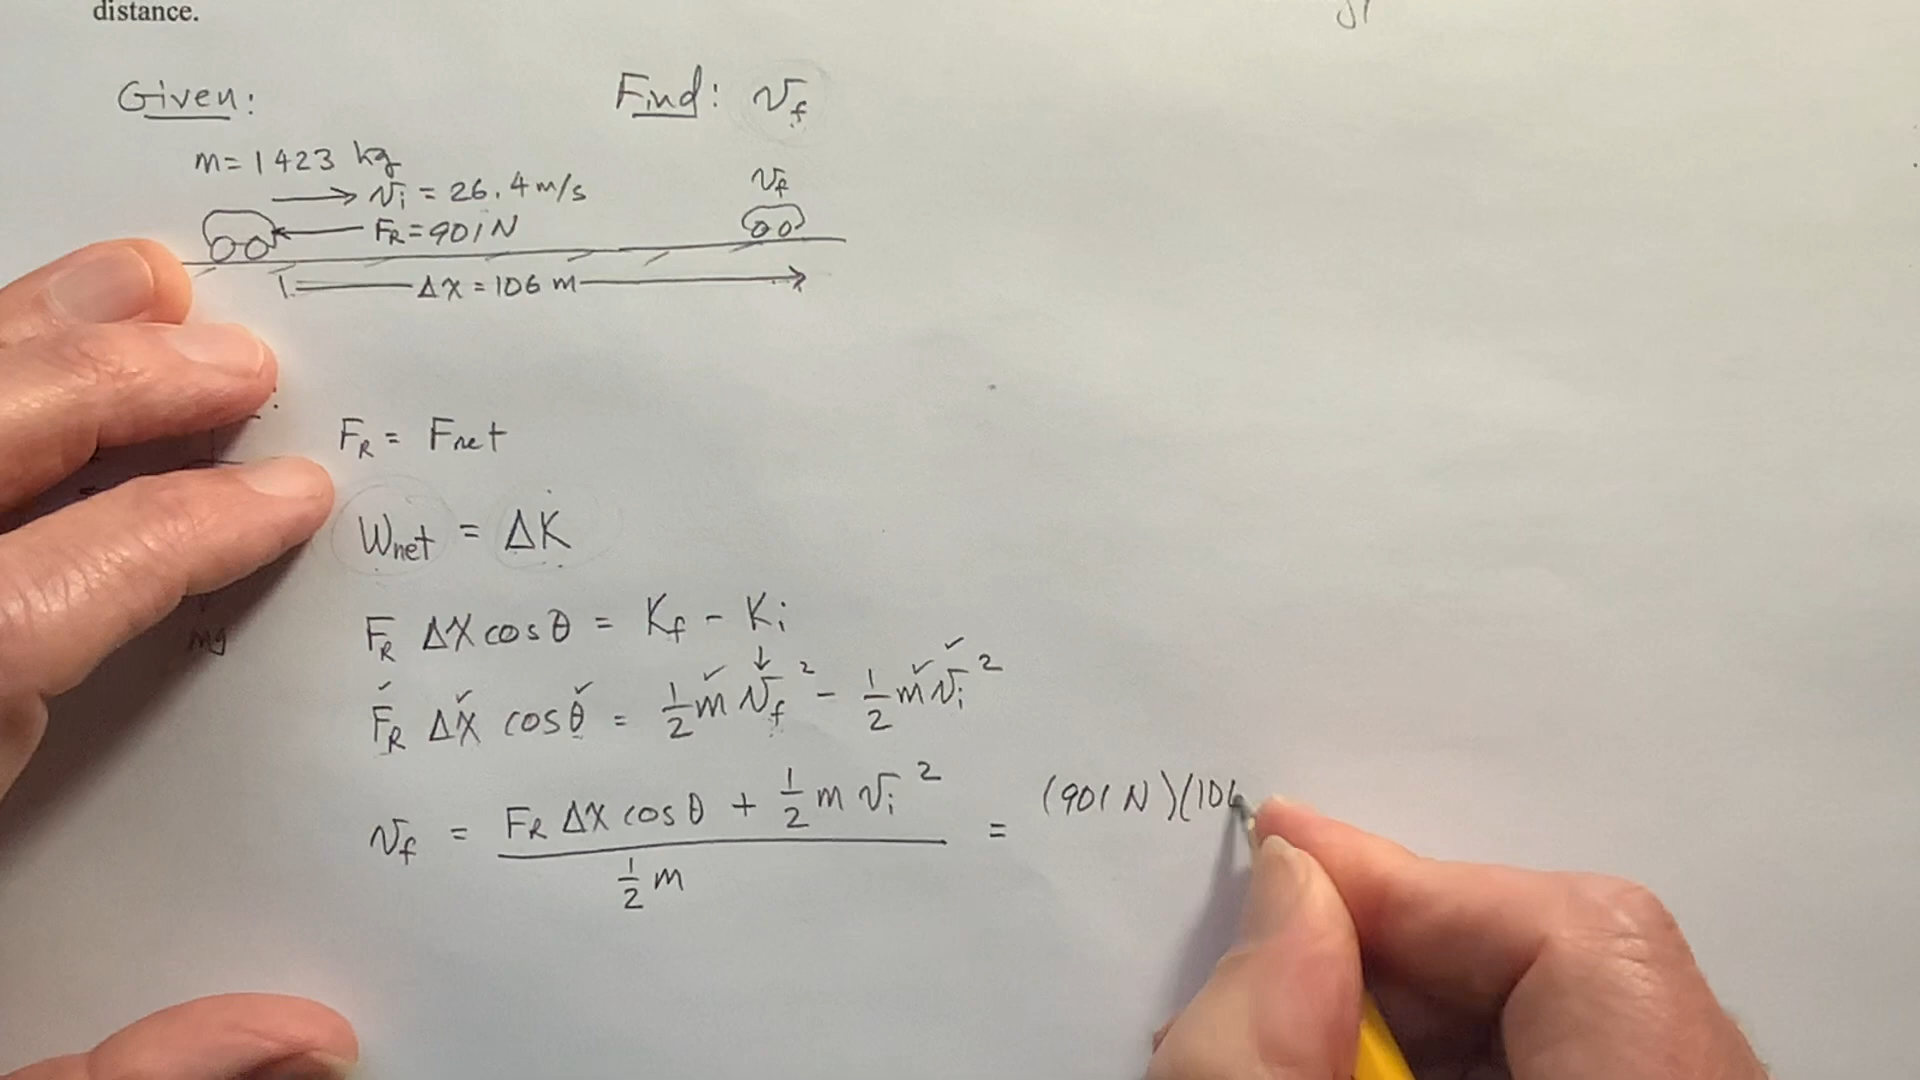 distance.
Given: Find: vf
m = 1423 kg
vi = 26.4 m/s vf
FR = 901 N
Δx = 106 m
FR = Fnet
Wnet = ΔK
FR Δx cos θ = Kf - Ki
mg
FR Δx cos θ = 1/2 m vf² - 1/2 m vi²
vf = (FR Δx cos θ + 1/2 m vi²) / (1/2 m) = (901 N)(106